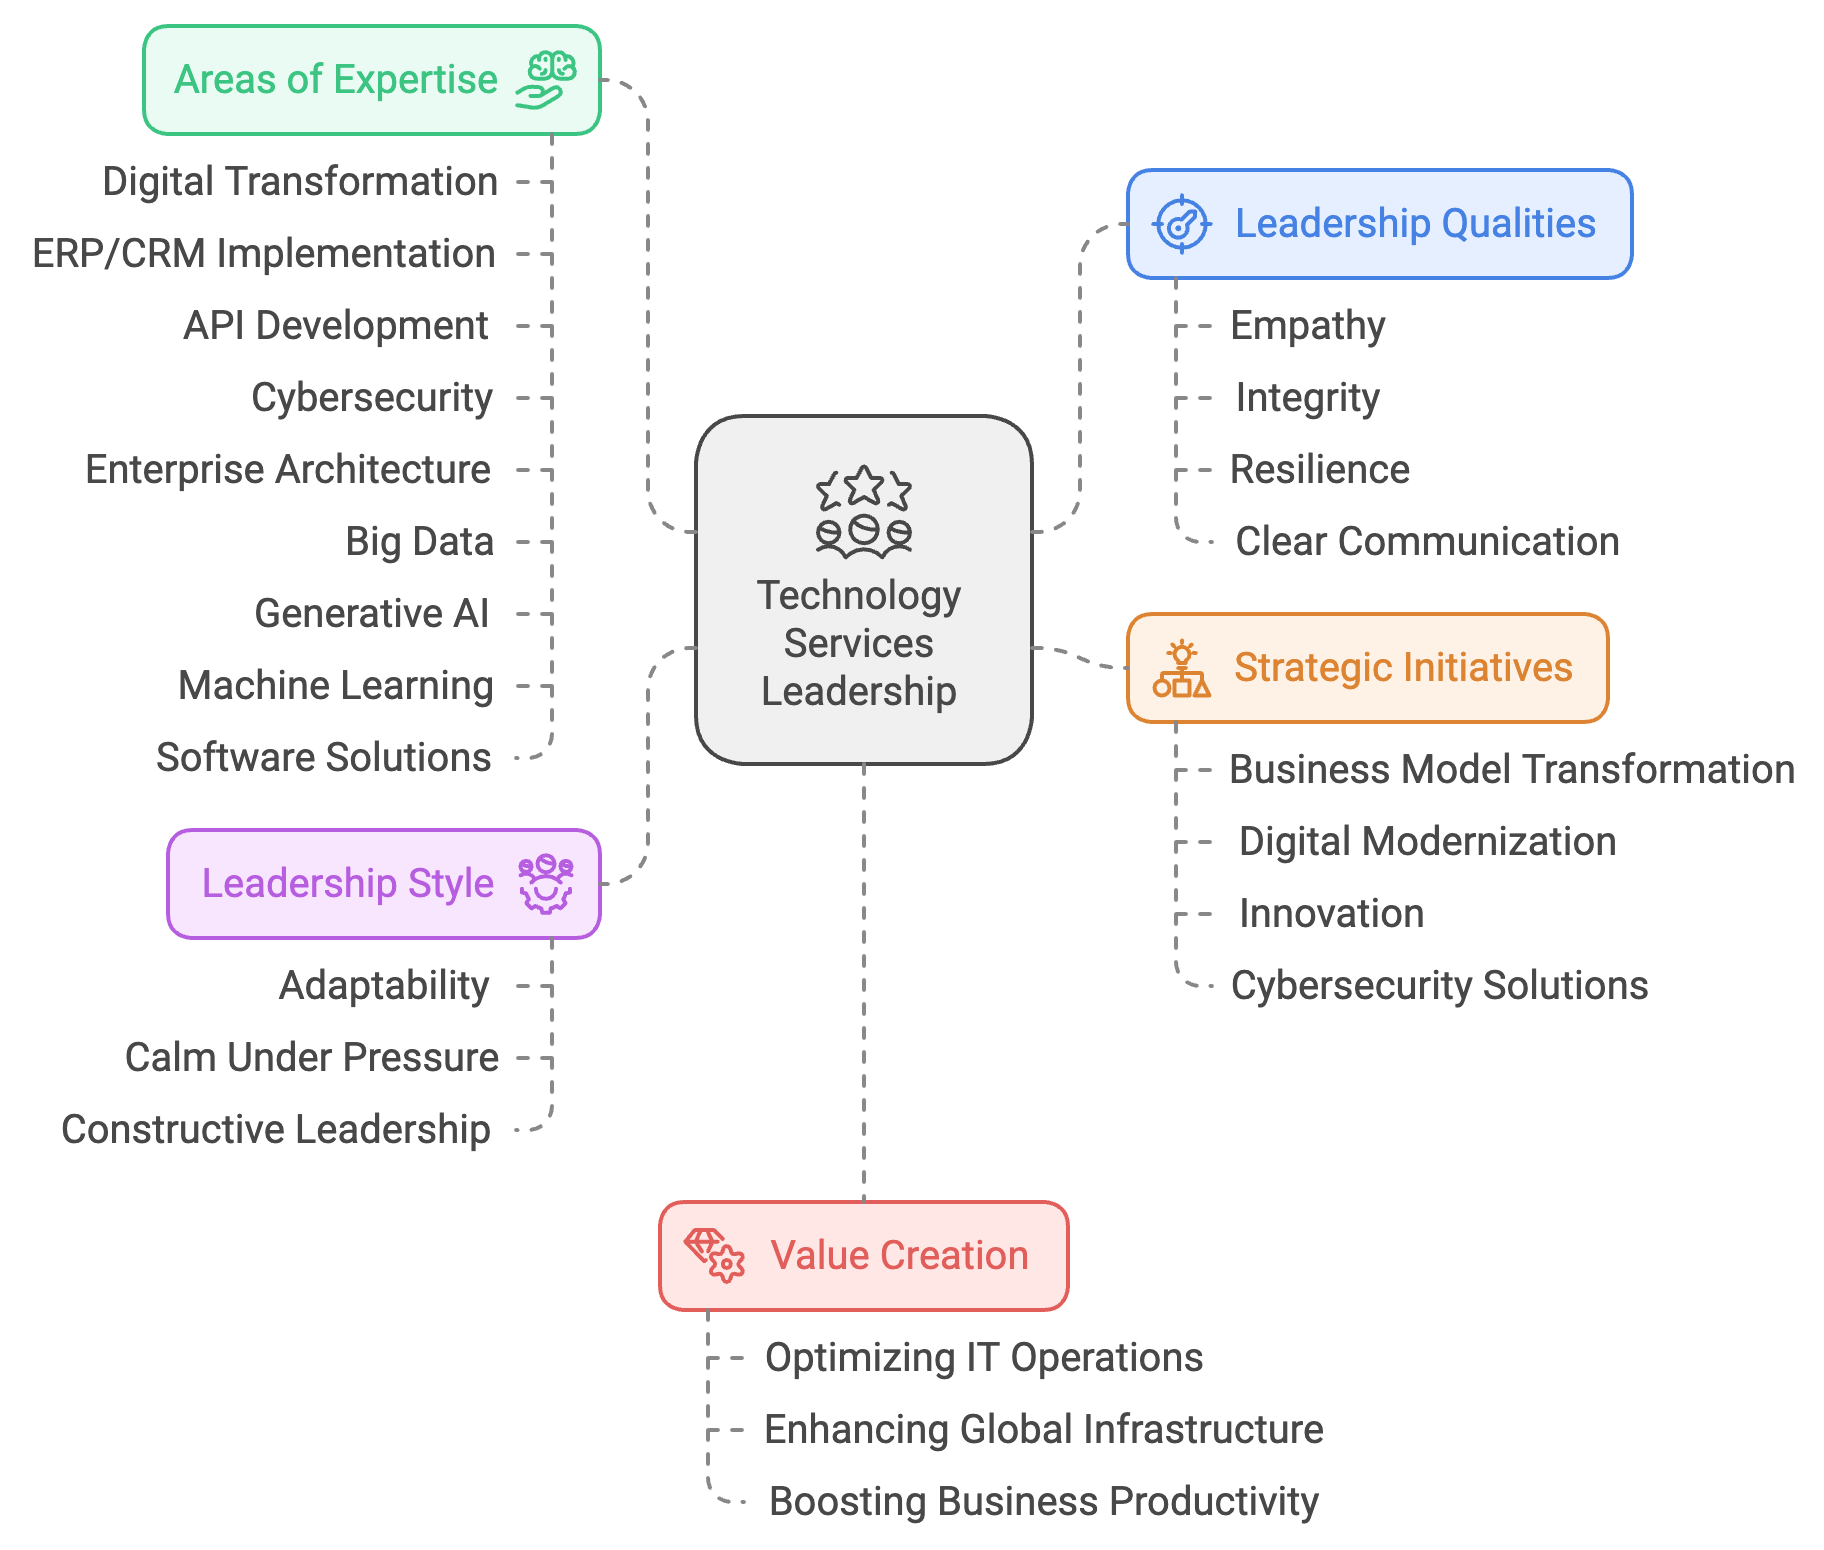 Areas of Expertise
Digital Transformation
ERP/CRM Implementation
API Development
Cybersecurity
Enterprise Architecture
Big Data
Generative AI
Machine Learning
Software Solutions
Leadership Style
Adaptability
Calm Under Pressure
Constructive Leadership
Technology
Services
Leadership
Leadership Qualities
Empathy
Integrity
Resilience
Clear Communication
Strategic Initiatives
Business Model Transformation
Digital Modernization
Innovation
Cybersecurity Solutions
Value Creation
Optimizing IT Operations
Enhancing Global Infrastructure
Boosting Business Productivity